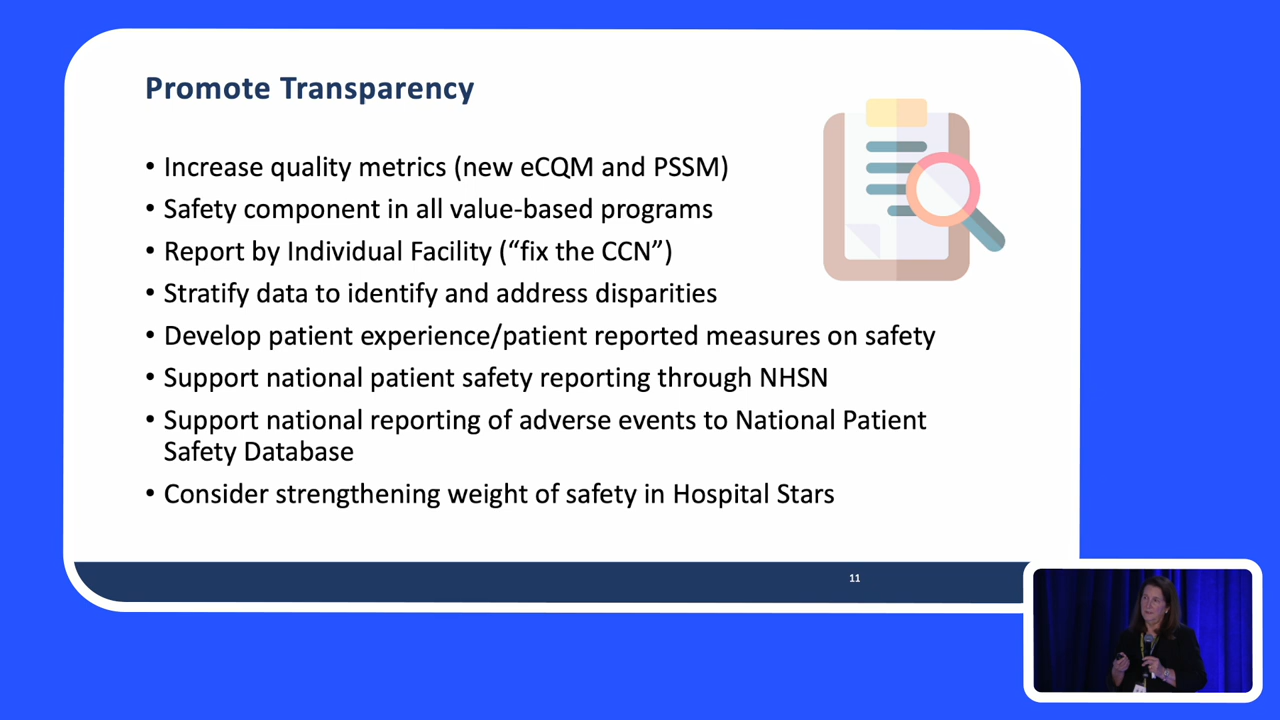 Promote Transparency
• Increase quality metrics (new eCQM and PSSM)
• Safety component in all value-based programs
• Report by Individual Facility (“fix the CCN”)
• Stratify data to identify and address disparities
• Develop patient experience/patient reported measures on safety
• Support national patient safety reporting through NHSN
• Support national reporting of adverse events to National Patient
Safety Database
• Consider strengthening weight of safety in Hospital Stars
11